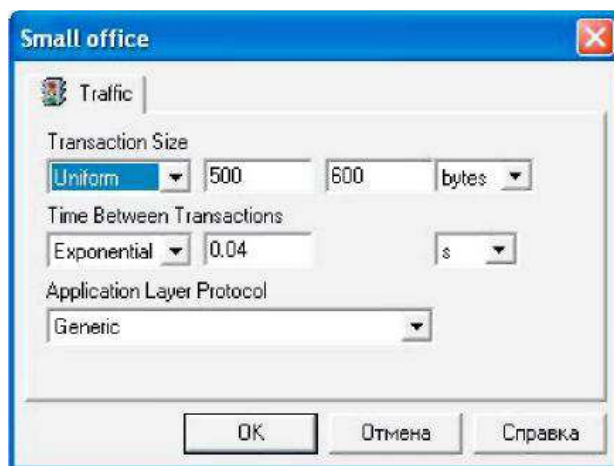 Small office
Traffic
Transaction Size
Uniform 500 600 bytes
Time Between Transactions
Exponential 0.04 s
Application Layer Protocol
Generic
OK Отмена Справка